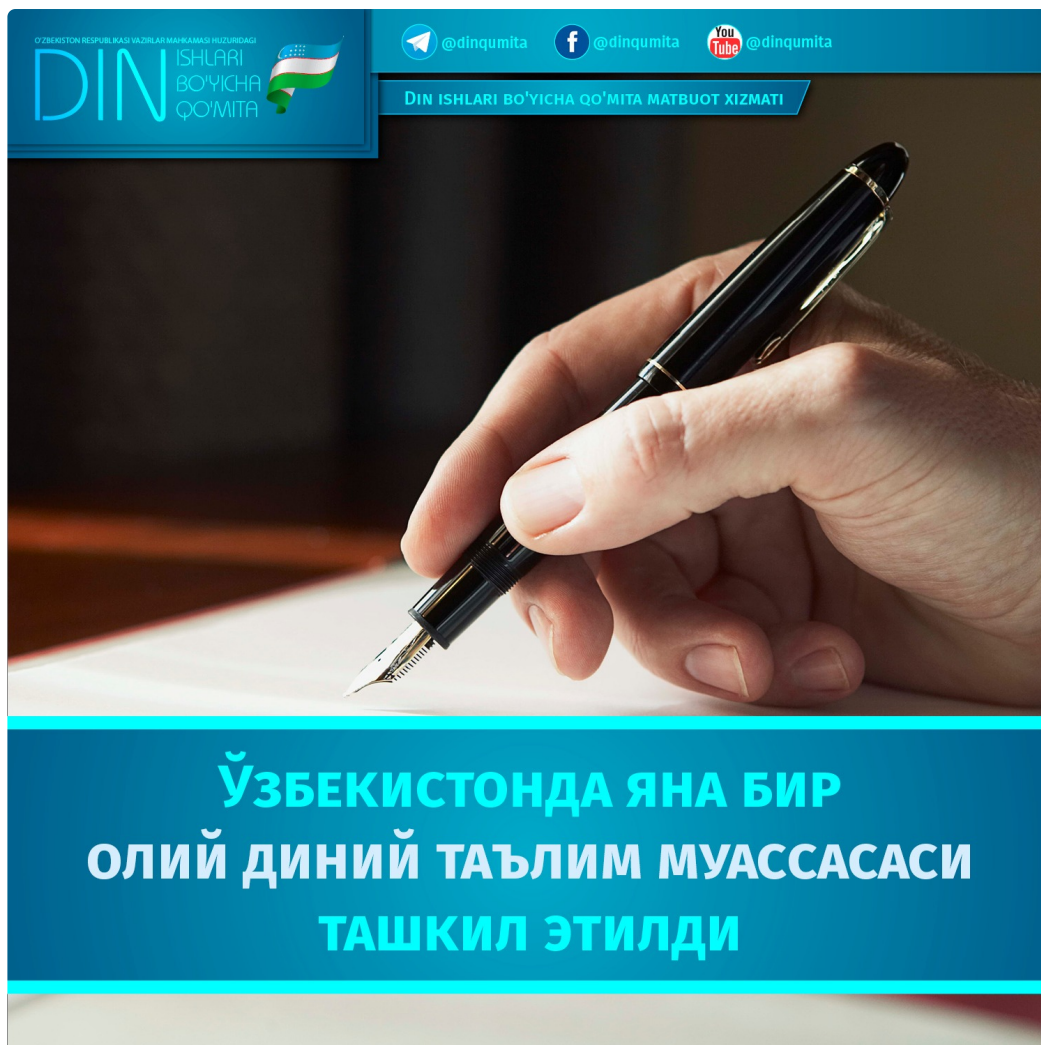 O'ZBEKISTON RESPUBLIKASI VAZIRLAR MAHKAMASI HUZURIDAGI
DIN ISHLARI
BO'YICHA
QO'MITA
@dinqumita
@dinqumita
You
Tube
@dinqumita
DIN ISHLARI BO'YICHA QO'MITA MATBUOT XIZMATI
ЎЗБЕКИСТОНДА ЯНА БИР
ОЛИЙ ДИНИЙ ТАЪЛИМ МУАССАСАСИ
ТАШКИЛ ЭТИЛДИ